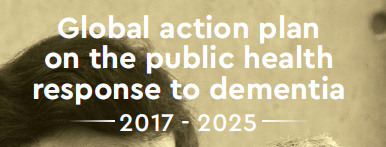 Global action plan
on the public health
response to dementia
2017 - 2025